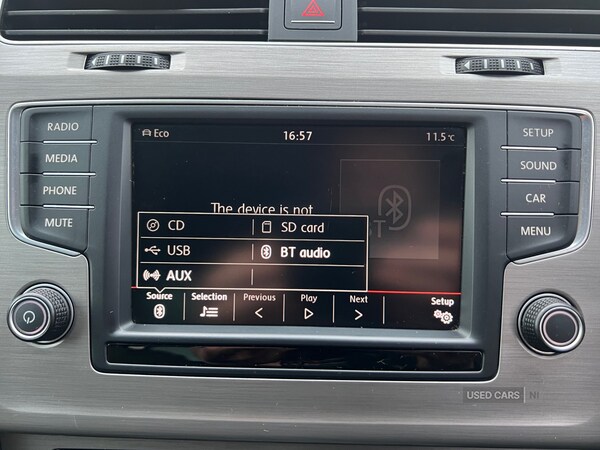 RADIO
MEDIA
PHONE
MUTE
Eco
16:57
11.5°C
The device is not
CD
SD card
USB
BT audio
AUX
Source
Selection
Previous
Play
Next
Setup
SETUP
SOUND
CAR
MENU
USED CARS NI